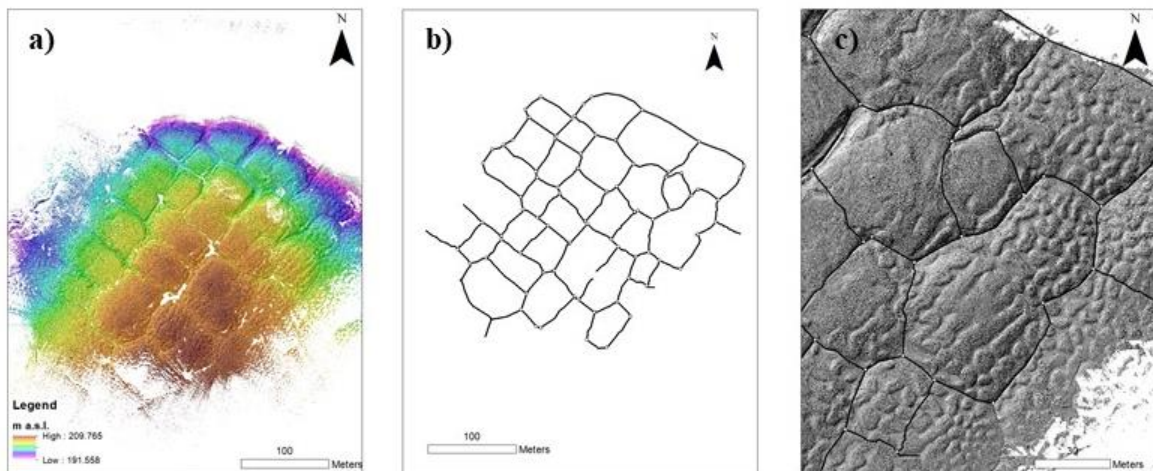 a)
N
Legend
m a.s.l.
High : 209.765
Low : 191.558
100
Meters
b)
N
100
Meters
c)
N
30
Meters